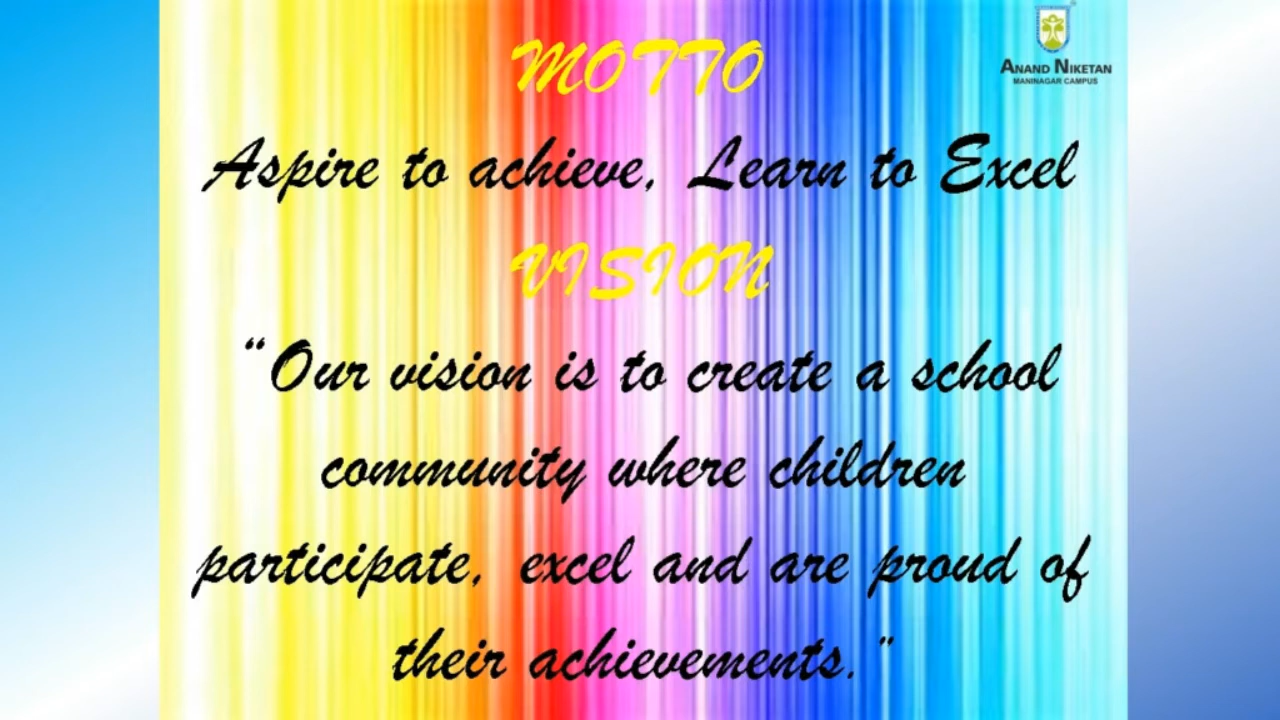 MOTTO
ANAND NIKETAN
MANINAGAR CAMPUS
Aspire to achieve, Learn to Excel
VISION
“Our vision is to create a school
community where children
participate, excel and are proud of
their achievements.”